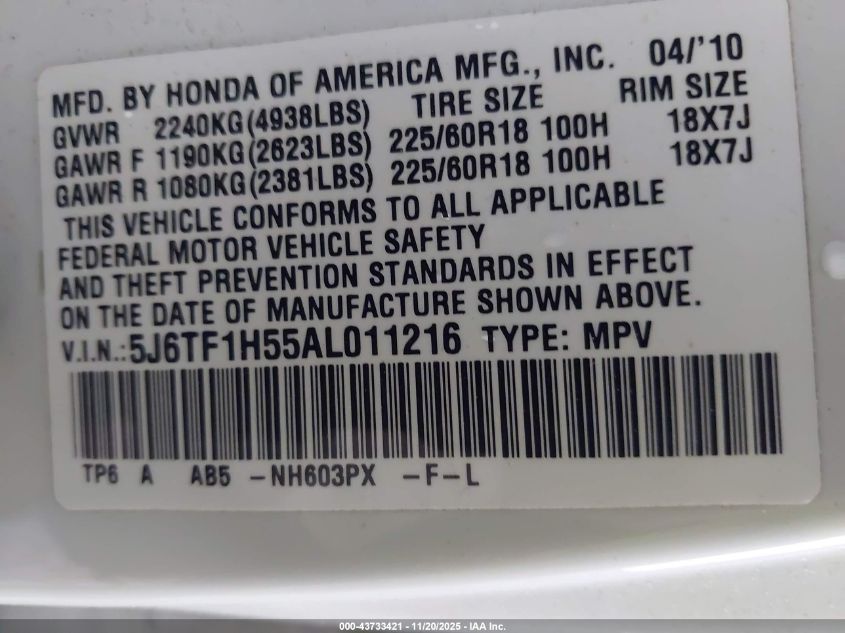 MFD. BY HONDA OF AMERICA MFG., INC. 04/'10
GVWR 2240KG(4938LBS) TIRE SIZE RIM SIZE
GAWR F 1190KG(2623LBS) 225/60R18 100H 18X7J
GAWR R 1080KG(2381LBS) 225/60R18 100H 18X7J
THIS VEHICLE CONFORMS TO ALL APPLICABLE
FEDERAL MOTOR VEHICLE SAFETY
AND THEFT PREVENTION STANDARDS IN EFFECT
ON THE DATE OF MANUFACTURE SHOWN ABOVE.
V.I.N.:5J6TF1H55AL011216 TYPE: MPV
TP6 A AB5 -NH603PX -F-L
000-43733421 - 11/20/2025 - IAA Inc.